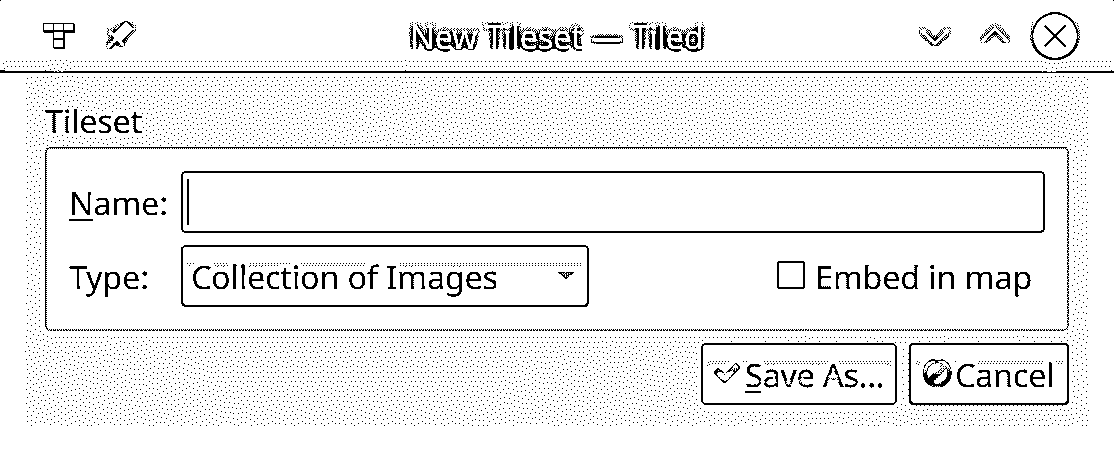 New Tileset — Tiled
Tileset
Name:
Type: Collection of Images Embed in map
Save As... Cancel